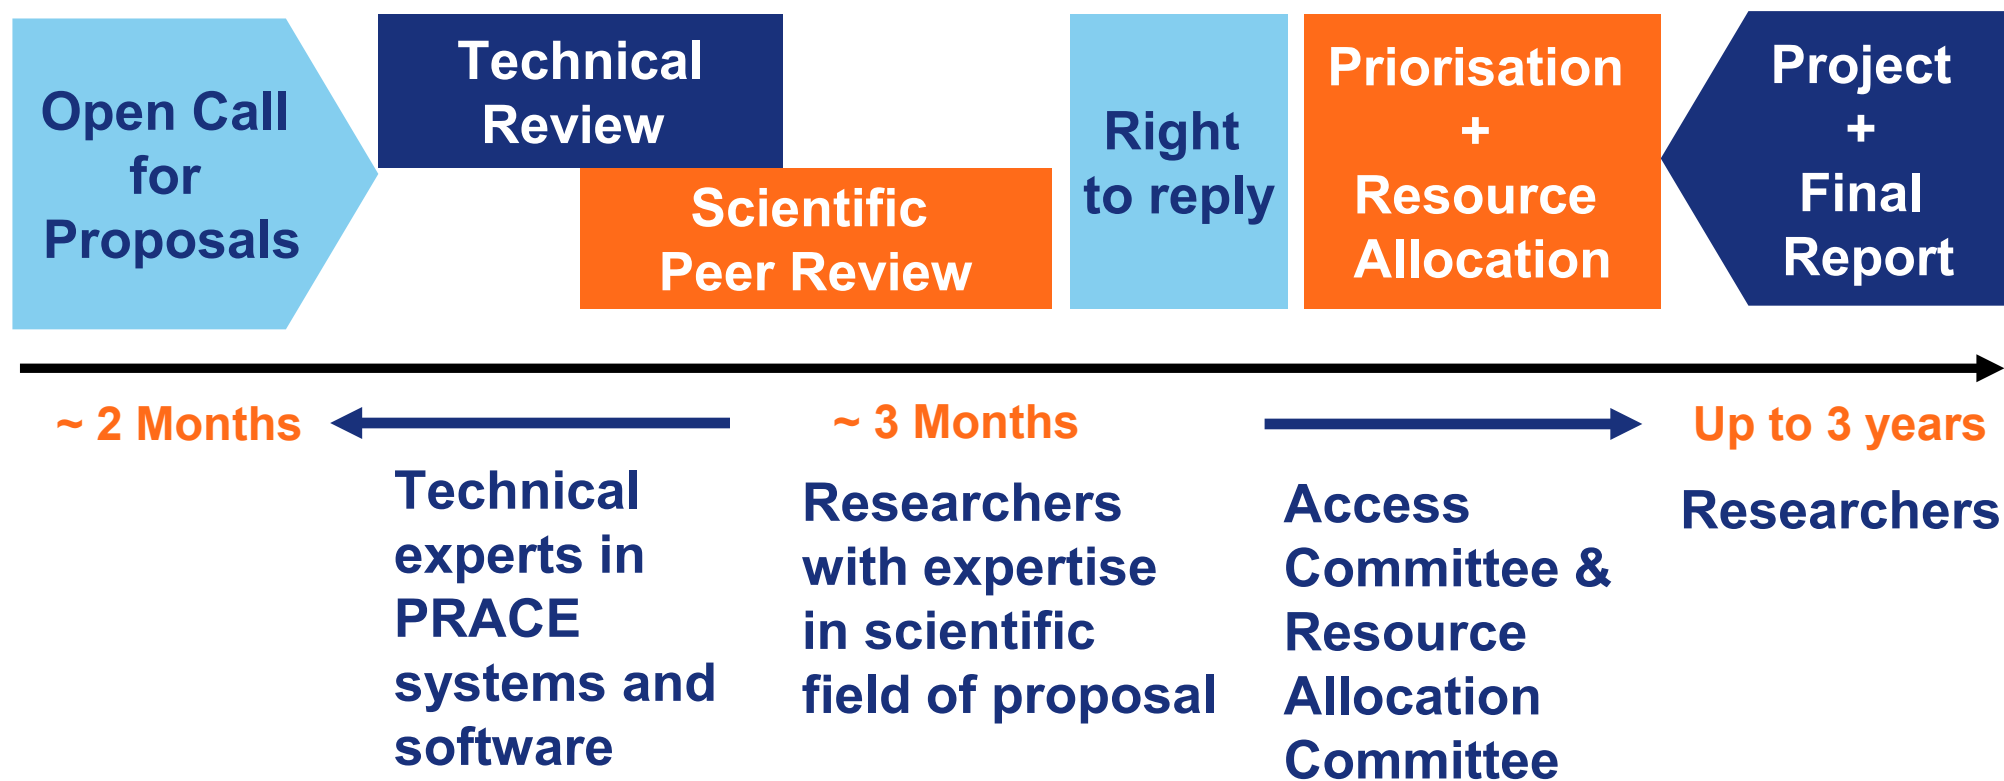 Open Call
for
Proposals
Technical
Review
Scientific
Peer Review
Right
to reply
Priorisation
+
Resource
Allocation
Project
+
Final
Report
~ 2 Months
~ 3 Months
Up to 3 years
Technical
experts in
PRACE
systems and
software
Researchers
with expertise
in scientific
field of proposal
Access
Committee &
Resource
Allocation
Committee
Researchers